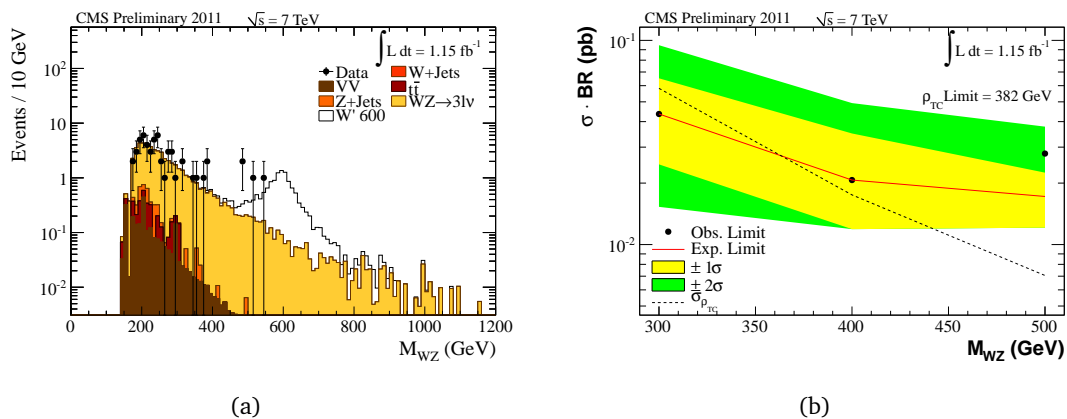 CMS Preliminary 2011 √s = 7 TeV
∫ L dt = 1.15 fb⁻¹
Data
VV
Z+Jets
W' 600
W+Jets
tt̄
WZ→3lν
Events / 10 GeV
10²
10
1
10⁻¹
10⁻²
0 200 400 600 800 1000 1200
M_WZ (GeV)
(a)
CMS Preliminary 2011 √s = 7 TeV
∫ L dt = 1.15 fb⁻¹
ρ_TC Limit = 382 GeV
σ · BR (pb)
10⁻¹
10⁻²
Obs. Limit
Exp. Limit
± 1σ
± 2σ
σ_ρ_TC
300 350 400 450 500
M_WZ (GeV)
(b)